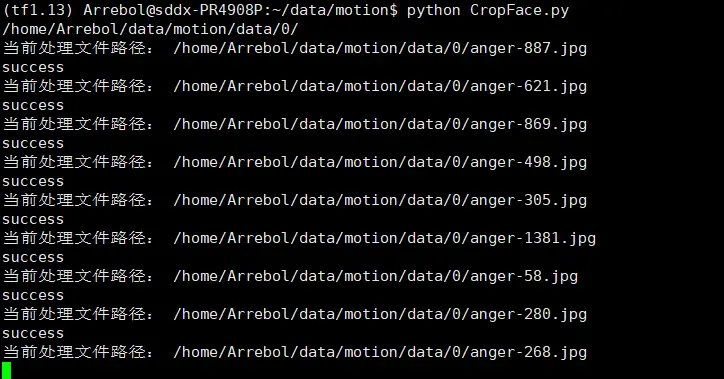 (tf1.13) Arrebol@sddx-PR4908P:~/data/motion$ python CropFace.py
/home/Arrebol/data/motion/data/0/
当前处理文件路径: /home/Arrebol/data/motion/data/0/anger-887.jpg
success
当前处理文件路径: /home/Arrebol/data/motion/data/0/anger-621.jpg
success
当前处理文件路径: /home/Arrebol/data/motion/data/0/anger-869.jpg
success
当前处理文件路径: /home/Arrebol/data/motion/data/0/anger-498.jpg
success
当前处理文件路径: /home/Arrebol/data/motion/data/0/anger-305.jpg
success
当前处理文件路径: /home/Arrebol/data/motion/data/0/anger-1381.jpg
success
当前处理文件路径: /home/Arrebol/data/motion/data/0/anger-58.jpg
success
当前处理文件路径: /home/Arrebol/data/motion/data/0/anger-280.jpg
success
当前处理文件路径: /home/Arrebol/data/motion/data/0/anger-268.jpg